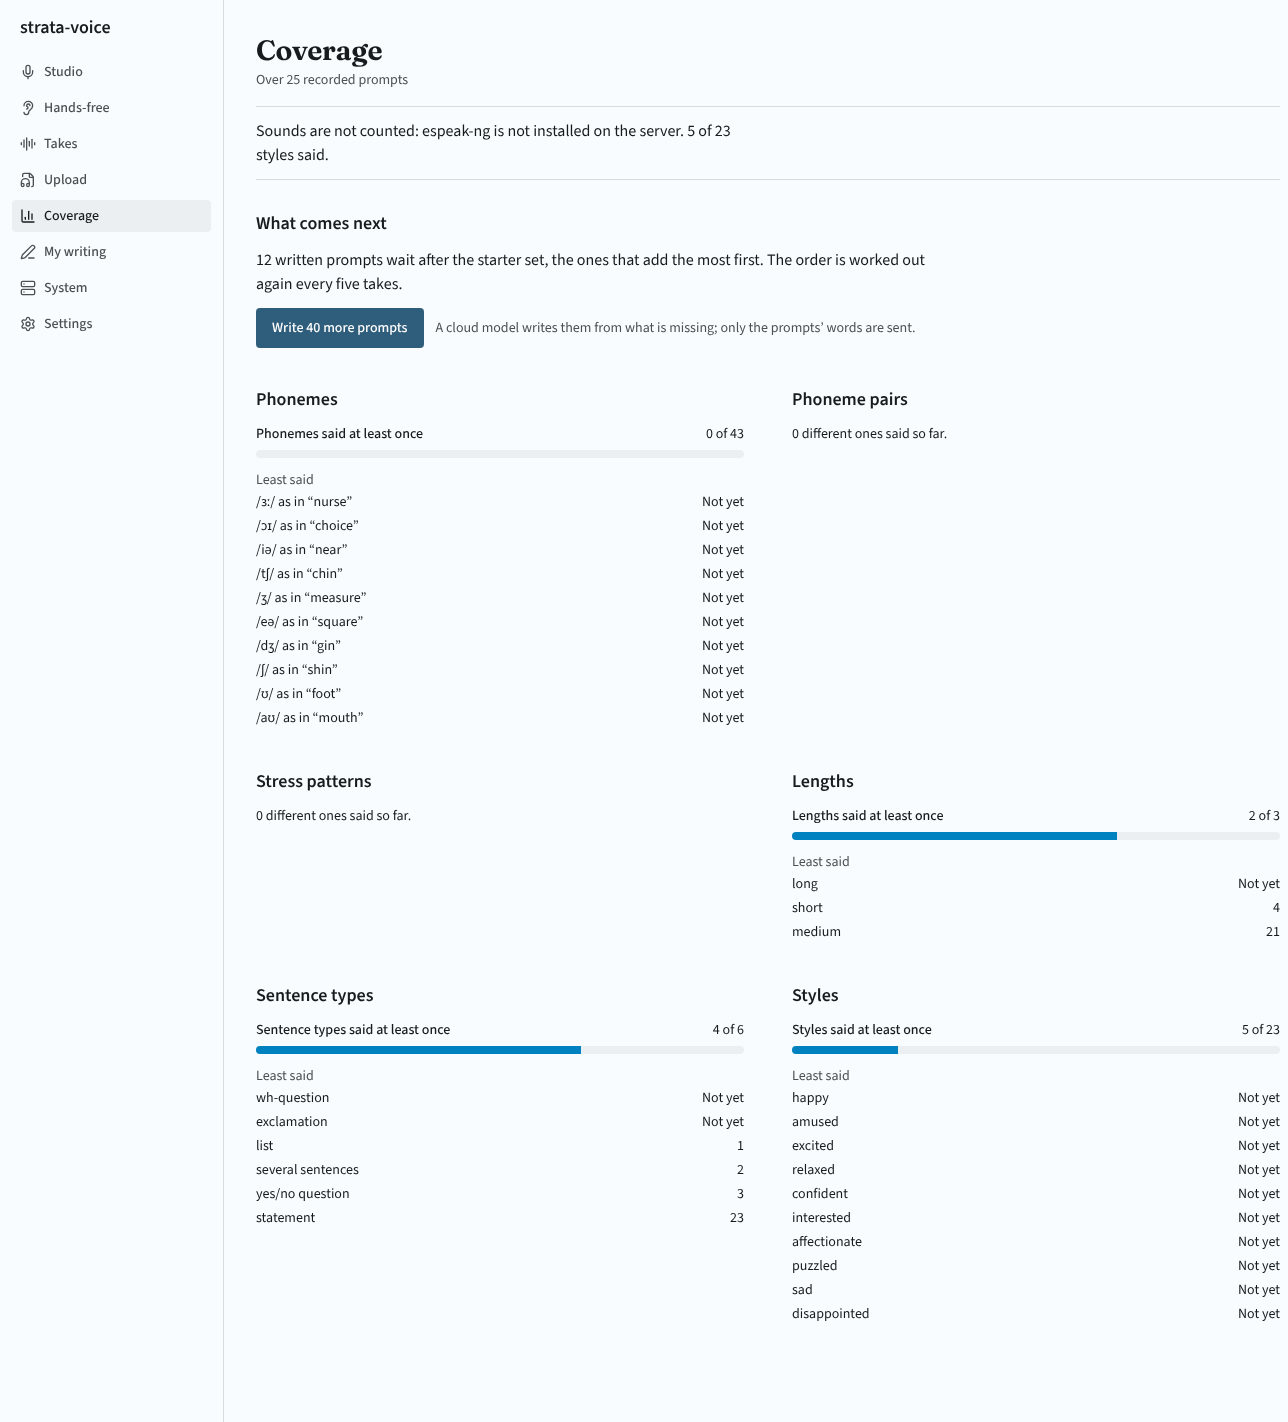 strata-voice
Studio
Hands-free
Takes
Upload
Coverage
My writing
System
Settings
Coverage
Over 25 recorded prompts
Sounds are not counted: espeak-ng is not installed on the server. 5 of 23
styles said.
What comes next
12 written prompts wait after the starter set, the ones that add the most first. The order is worked out
again every five takes.
Write 40 more prompts
A cloud model writes them from what is missing; only the prompts’ words are sent.
Phonemes
Phonemes said at least once 0 of 43
Least said
/ɜː/ as in “nurse” Not yet
/ɔɪ/ as in “choice” Not yet
/iə/ as in “near” Not yet
/tʃ/ as in “chin” Not yet
/ʒ/ as in “measure” Not yet
/eə/ as in “square” Not yet
/dʒ/ as in “gin” Not yet
/ʃ/ as in “shin” Not yet
/ʊ/ as in “foot” Not yet
/aʊ/ as in “mouth” Not yet
Phoneme pairs
0 different ones said so far.
Stress patterns
0 different ones said so far.
Lengths
Lengths said at least once 2 of 3
Least said
long Not yet
short 4
medium 21
Sentence types
Sentence types said at least once 4 of 6
Least said
wh-question Not yet
exclamation Not yet
list 1
several sentences 2
yes/no question 3
statement 23
Styles
Styles said at least once 5 of 23
Least said
happy Not yet
amused Not yet
excited Not yet
relaxed Not yet
confident Not yet
interested Not yet
affectionate Not yet
puzzled Not yet
sad Not yet
disappointed Not yet